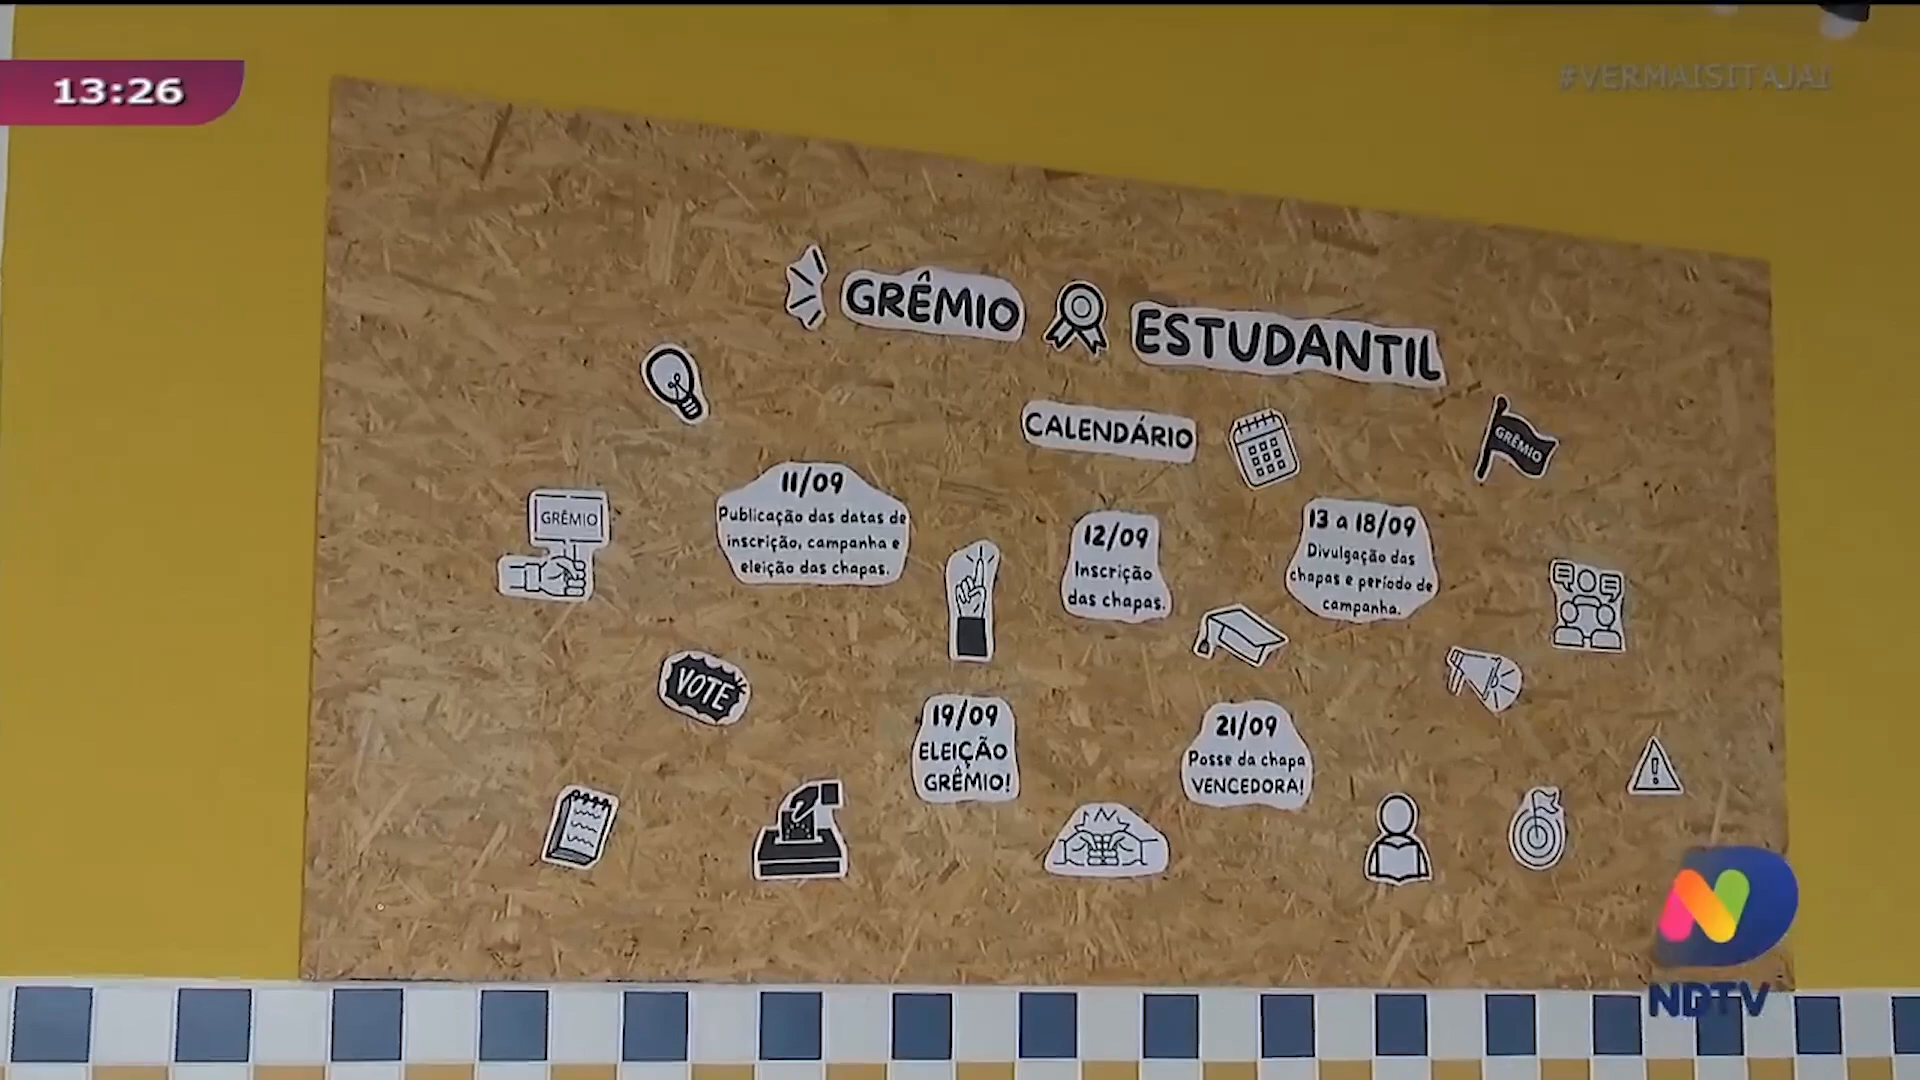 13:26
#VERMAISITAJAI
GRÊMIO ESTUDANTIL
CALENDÁRIO
GRÊMIO
GRÊMIO
11/09
Publicação das datas de
inscrição, campanha e
eleição das chapas.
12/09
Inscrição
das chapas.
13 a 18/09
Divulgação das
chapas e período de
campanha.
VOTE
19/09
ELEIÇÃO
GRÊMIO!
21/09
Posse da chapa
VENCEDORA!
NDTV